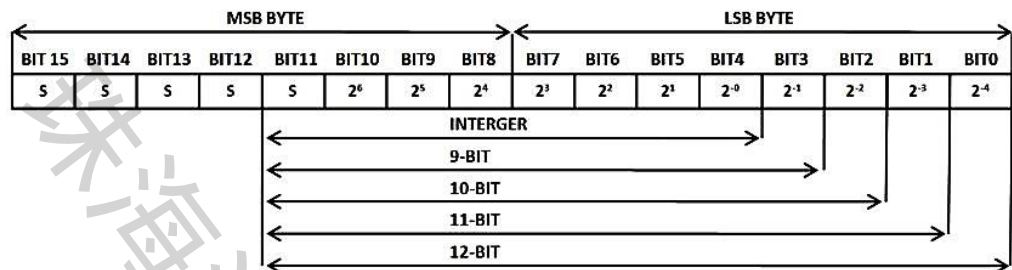 MSB BYTE LSB BYTE
BIT 15 BIT14 BIT13 BIT12 BIT11 BIT10 BIT9 BIT8 BIT7 BIT6 BIT5 BIT4 BIT3 BIT2 BIT1 BIT0
S S S S S 2⁶ 2⁵ 2⁴ 2³ 2² 2¹ 2⁻⁰ 2⁻¹ 2⁻² 2⁻³ 2⁻⁴
INTERGER
9-BIT
10-BIT
11-BIT
12-BIT
珠海